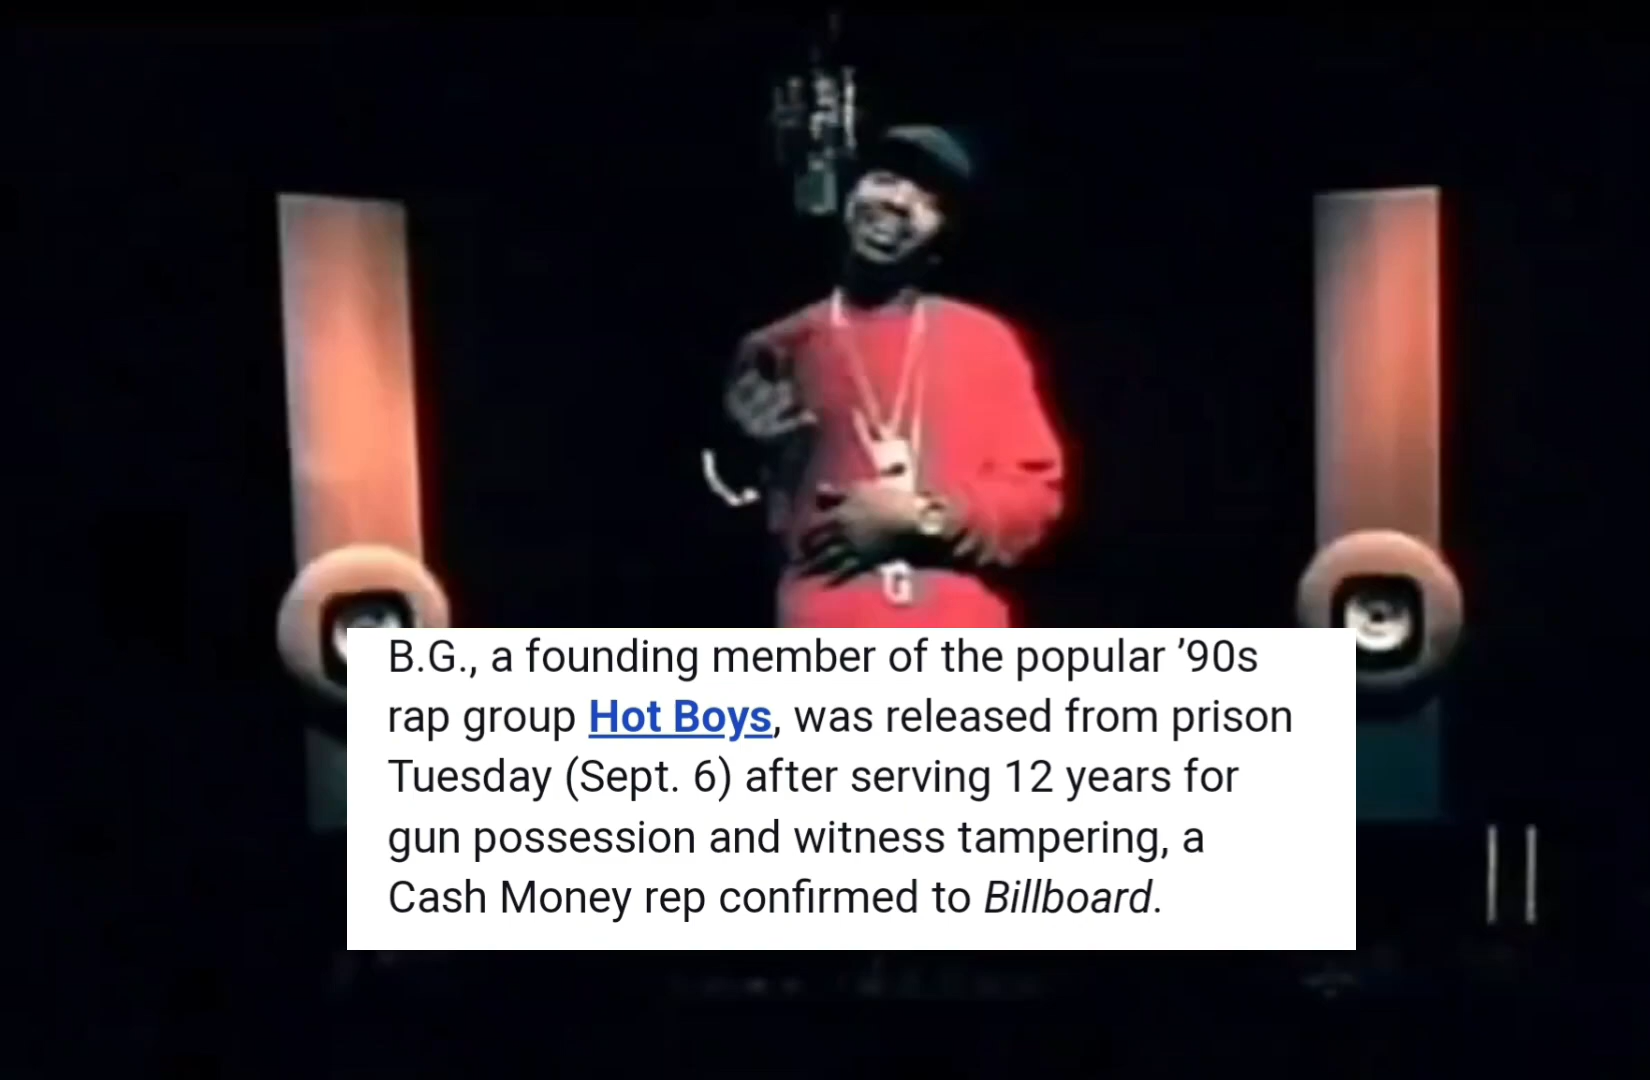 G
B.G., a founding member of the popular ’90s
rap group Hot Boys, was released from prison
Tuesday (Sept. 6) after serving 12 years for
gun possession and witness tampering, a
Cash Money rep confirmed to Billboard.